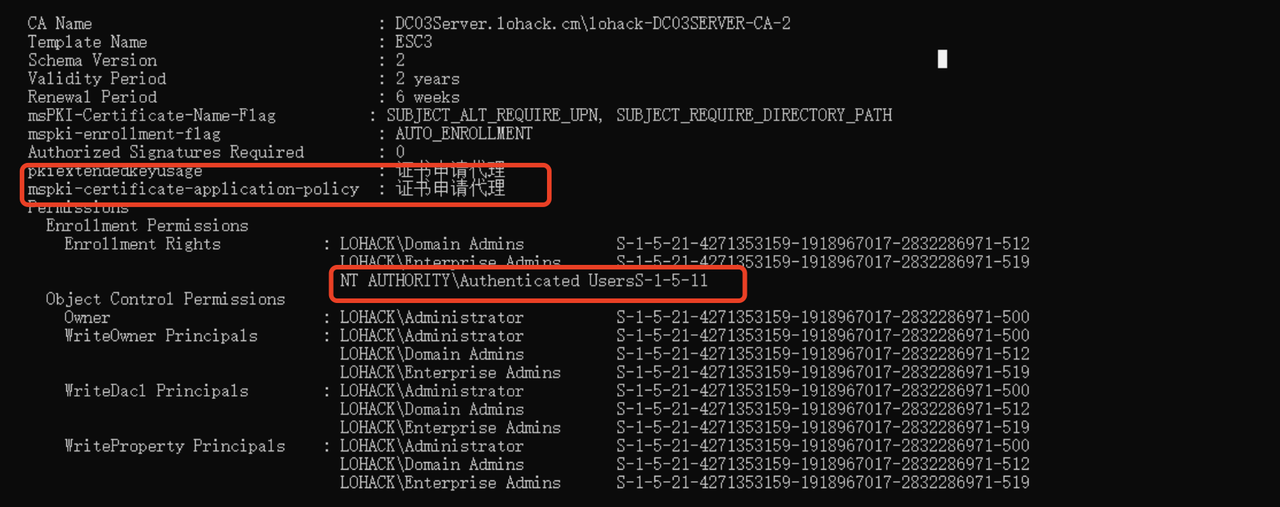 CA Name : DC03Server.lohack.cm\lohack-DC03SERVER-CA-2
Template Name : ESC3
Schema Version : 2
Validity Period : 2 years
Renewal Period : 6 weeks
msPKI-Certificate-Name-Flag : SUBJECT_ALT_REQUIRE_UPN, SUBJECT_REQUIRE_DIRECTORY_PATH
mspki-enrollment-flag : AUTO_ENROLLMENT
Authorized Signatures Required : 0
pkiextendedkeyusage : 证书申请代理
mspki-certificate-application-policy : 证书申请代理
Permissions
Enrollment Permissions
Enrollment Rights : LOHACK\Domain Admins S-1-5-21-4271353159-1918967017-2832286971-512
LOHACK\Enterprise Admins S-1-5-21-4271353159-1918967017-2832286971-519
NT AUTHORITY\Authenticated UsersS-1-5-11
Object Control Permissions
Owner : LOHACK\Administrator S-1-5-21-4271353159-1918967017-2832286971-500
WriteOwner Principals : LOHACK\Administrator S-1-5-21-4271353159-1918967017-2832286971-500
LOHACK\Domain Admins S-1-5-21-4271353159-1918967017-2832286971-512
LOHACK\Enterprise Admins S-1-5-21-4271353159-1918967017-2832286971-519
WriteDacl Principals : LOHACK\Administrator S-1-5-21-4271353159-1918967017-2832286971-500
LOHACK\Domain Admins S-1-5-21-4271353159-1918967017-2832286971-512
LOHACK\Enterprise Admins S-1-5-21-4271353159-1918967017-2832286971-519
WriteProperty Principals : LOHACK\Administrator S-1-5-21-4271353159-1918967017-2832286971-500
LOHACK\Domain Admins S-1-5-21-4271353159-1918967017-2832286971-512
LOHACK\Enterprise Admins S-1-5-21-4271353159-1918967017-2832286971-519